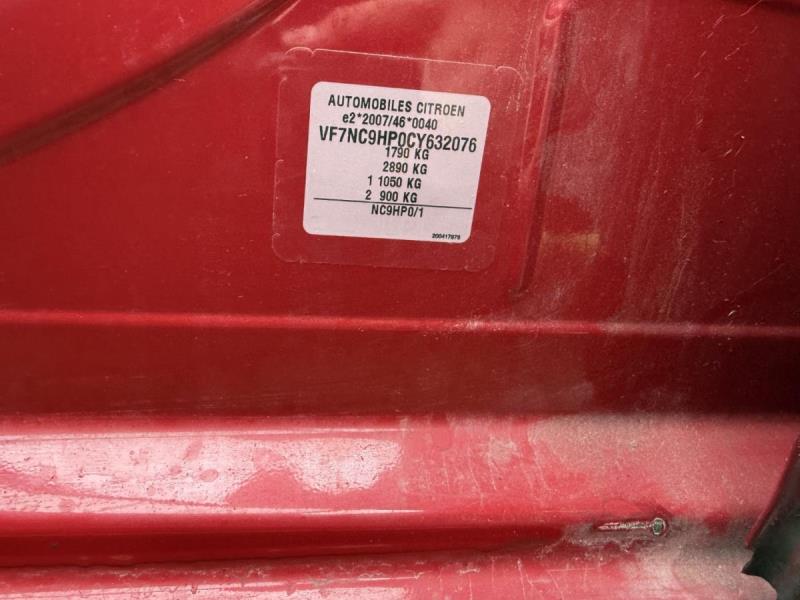 AUTOMOBILES CITROEN
e2*2007/46*0040
VF7NC9HP0CY632076
1790 KG
2890 KG
1 1050 KG
2 900 KG
NC9HP0/1
200417876